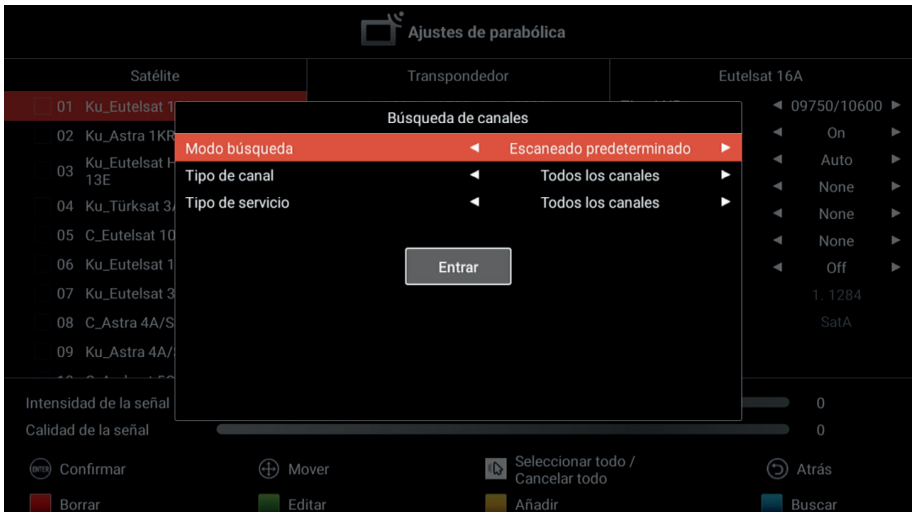 Ajustes de parabólica
Satélite
Transpondedor
Eutelsat 16A
01 Ku_Eutelsat 1
09750/10600
02 Ku_Astra 1KR
On
03 Ku_Eutelsat H
13E
Auto
04 Ku_Türksat 3A
None
05 C_Eutelsat 10
None
06 Ku_Eutelsat 1
None
07 Ku_Eutelsat 3
Off
08 C_Astra 4A/S
1. 1284
09 Ku_Astra 4A/
SatA
Búsqueda de canales
Modo búsqueda
Escaneado predeterminado
Tipo de canal
Todos los canales
Tipo de servicio
Todos los canales
Entrar
Intensidad de la señal
0
Calidad de la señal
0
ENTER Confirmar
Mover
Seleccionar todo /
Cancelar todo
Atrás
Borrar
Editar
Añadir
Buscar